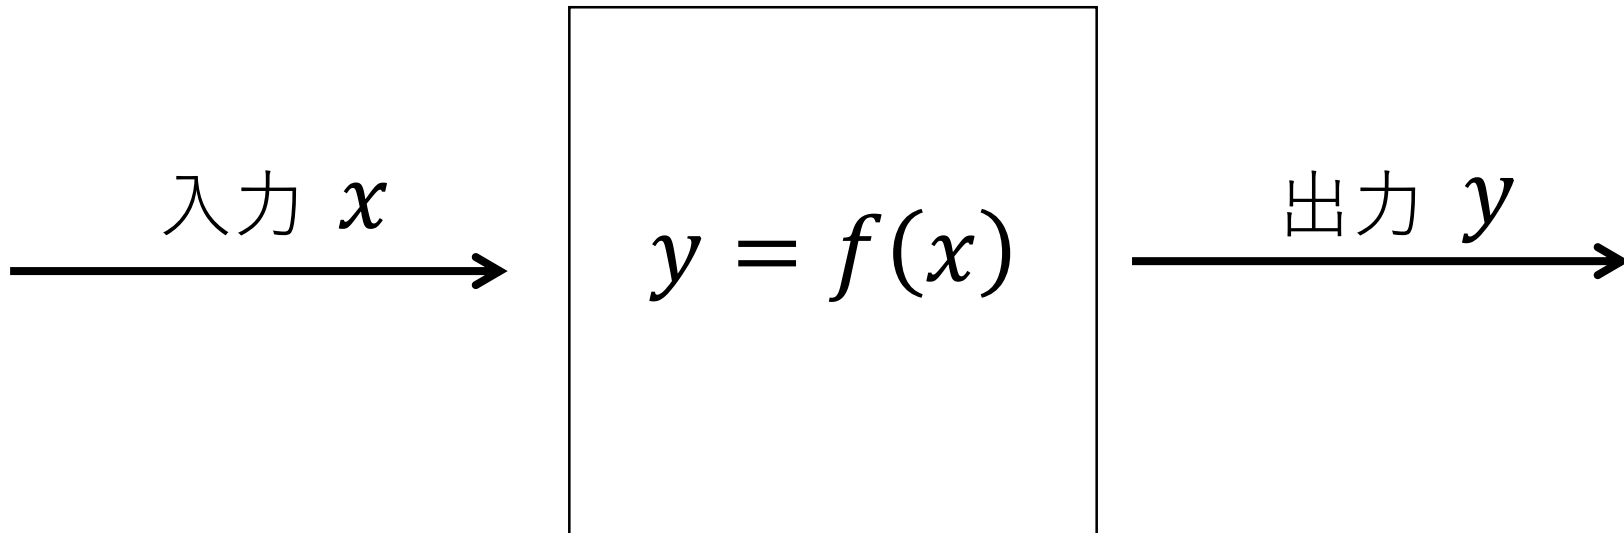 入力 x
y = f(x)
出力 y